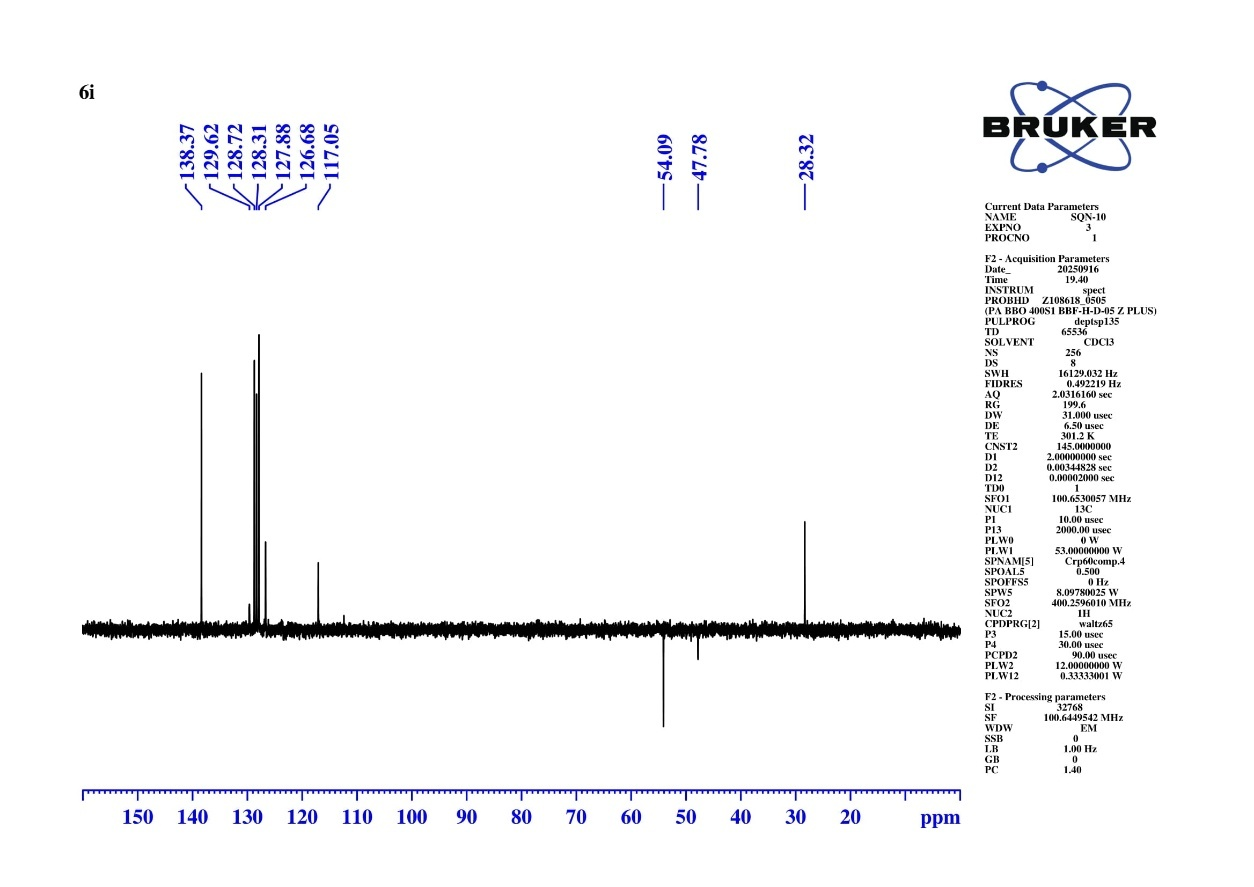 6i
138.37
129.62
128.72
128.31
127.88
126.68
117.05
54.09
47.78
28.32
BRUKER
Current Data Parameters
NAME SQN-10
EXPNO 3
PROCNO 1
F2 - Acquisition Parameters
Date_ 20250916
Time 19.40
INSTRUM spect
PROBHD Z108618_0505
(PA BBO 400S1 BBF-H-D-05 Z PLUS)
PULPROG deptsp135
TD 65536
SOLVENT CDCl3
NS 256
DS 8
SWH 16129.032 Hz
FIDRES 0.492219 Hz
AQ 2.0316160 sec
RG 199.6
DW 31.000 usec
DE 6.50 usec
TE 301.2 K
CNST2 145.0000000
D1 2.00000000 sec
D2 0.00344828 sec
D12 0.00002000 sec
TD0 1
SFO1 100.6530057 MHz
NUC1 13C
P1 10.00 usec
P13 2000.00 usec
PLW0 0 W
PLW1 53.00000000 W
SPNAM[5] Crp60comp.4
SPOAL5 0.500
SPOFFS5 0 Hz
SPW5 8.09780025 W
SFO2 400.2596010 MHz
NUC2 1H
CPDPRG[2] waltz65
P3 15.00 usec
P4 30.00 usec
PCPD2 90.00 usec
PLW2 12.00000000 W
PLW12 0.33333001 W
F2 - Processing parameters
SI 32768
SF 100.6449542 MHz
WDW EM
SSB 0
LB 1.00 Hz
GB 0
PC 1.40
150 140 130 120 110 100 90 80 70 60 50 40 30 20 ppm